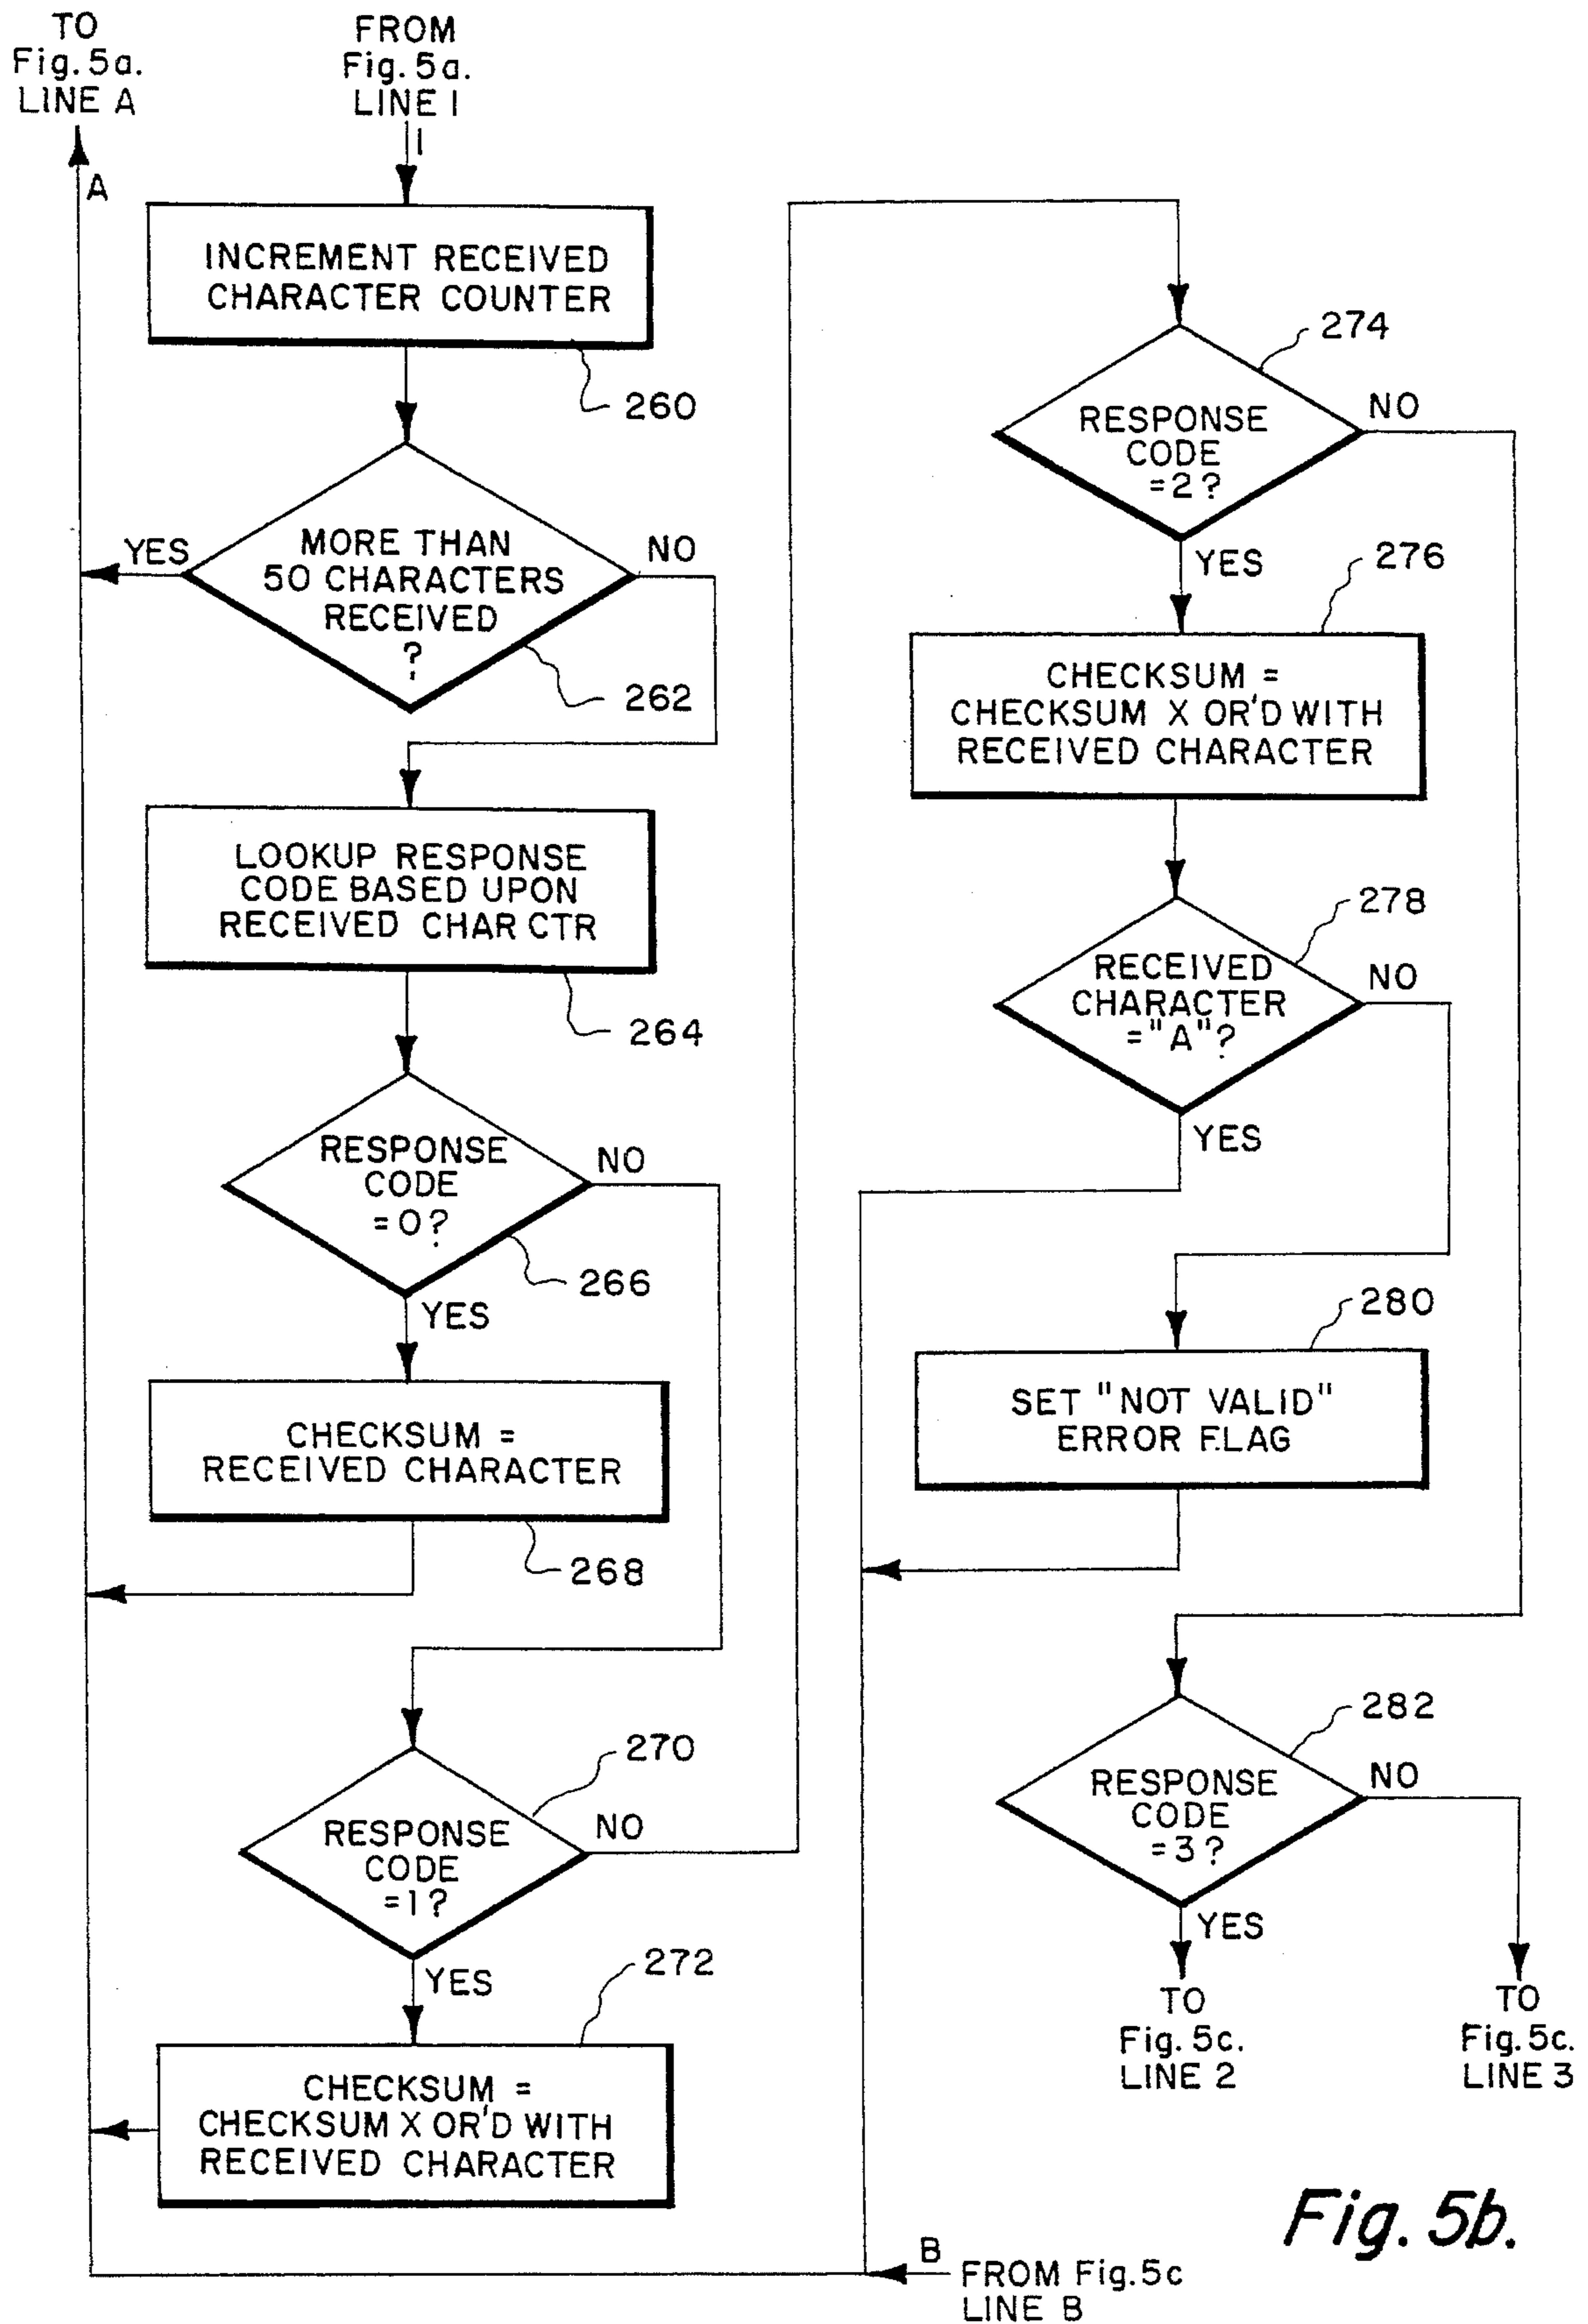 TO
Fig. 5a.
LINE A
FROM
Fig. 5a.
LINE 1
1
A
INCREMENT RECEIVED
CHARACTER COUNTER
260
MORE THAN
50 CHARACTERS
RECEIVED
?
YES
NO
262
LOOKUP RESPONSE
CODE BASED UPON
RECEIVED CHAR CTR
264
RESPONSE
CODE
=0?
NO
266
YES
CHECKSUM =
RECEIVED CHARACTER
268
270
RESPONSE
CODE
=1?
NO
YES
272
CHECKSUM =
CHECKSUM X OR'D WITH
RECEIVED CHARACTER
274
RESPONSE
CODE
=2?
NO
YES
276
CHECKSUM =
CHECKSUM X OR'D WITH
RECEIVED CHARACTER
278
RECEIVED
CHARACTER
="A"?
NO
YES
280
SET "NOT VALID"
ERROR FLAG
282
RESPONSE
CODE
=3?
NO
YES
TO
Fig. 5c.
LINE 2
TO
Fig. 5c.
LINE 3
B
FROM Fig. 5c
LINE B
Fig. 5b.